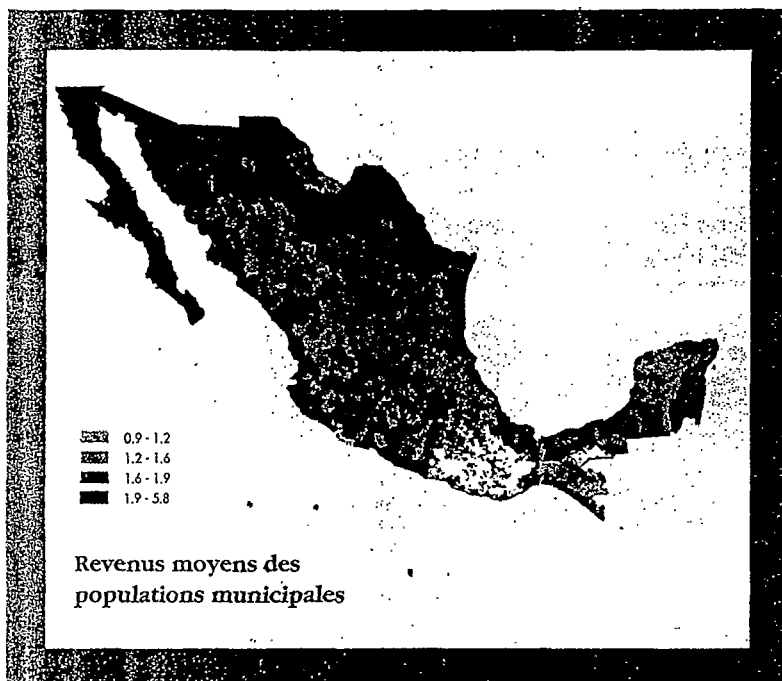 0.9 - 1.2
1.2 - 1.6
1.6 - 1.9
1.9 - 5.8
Revenus moyens des
populations municipales